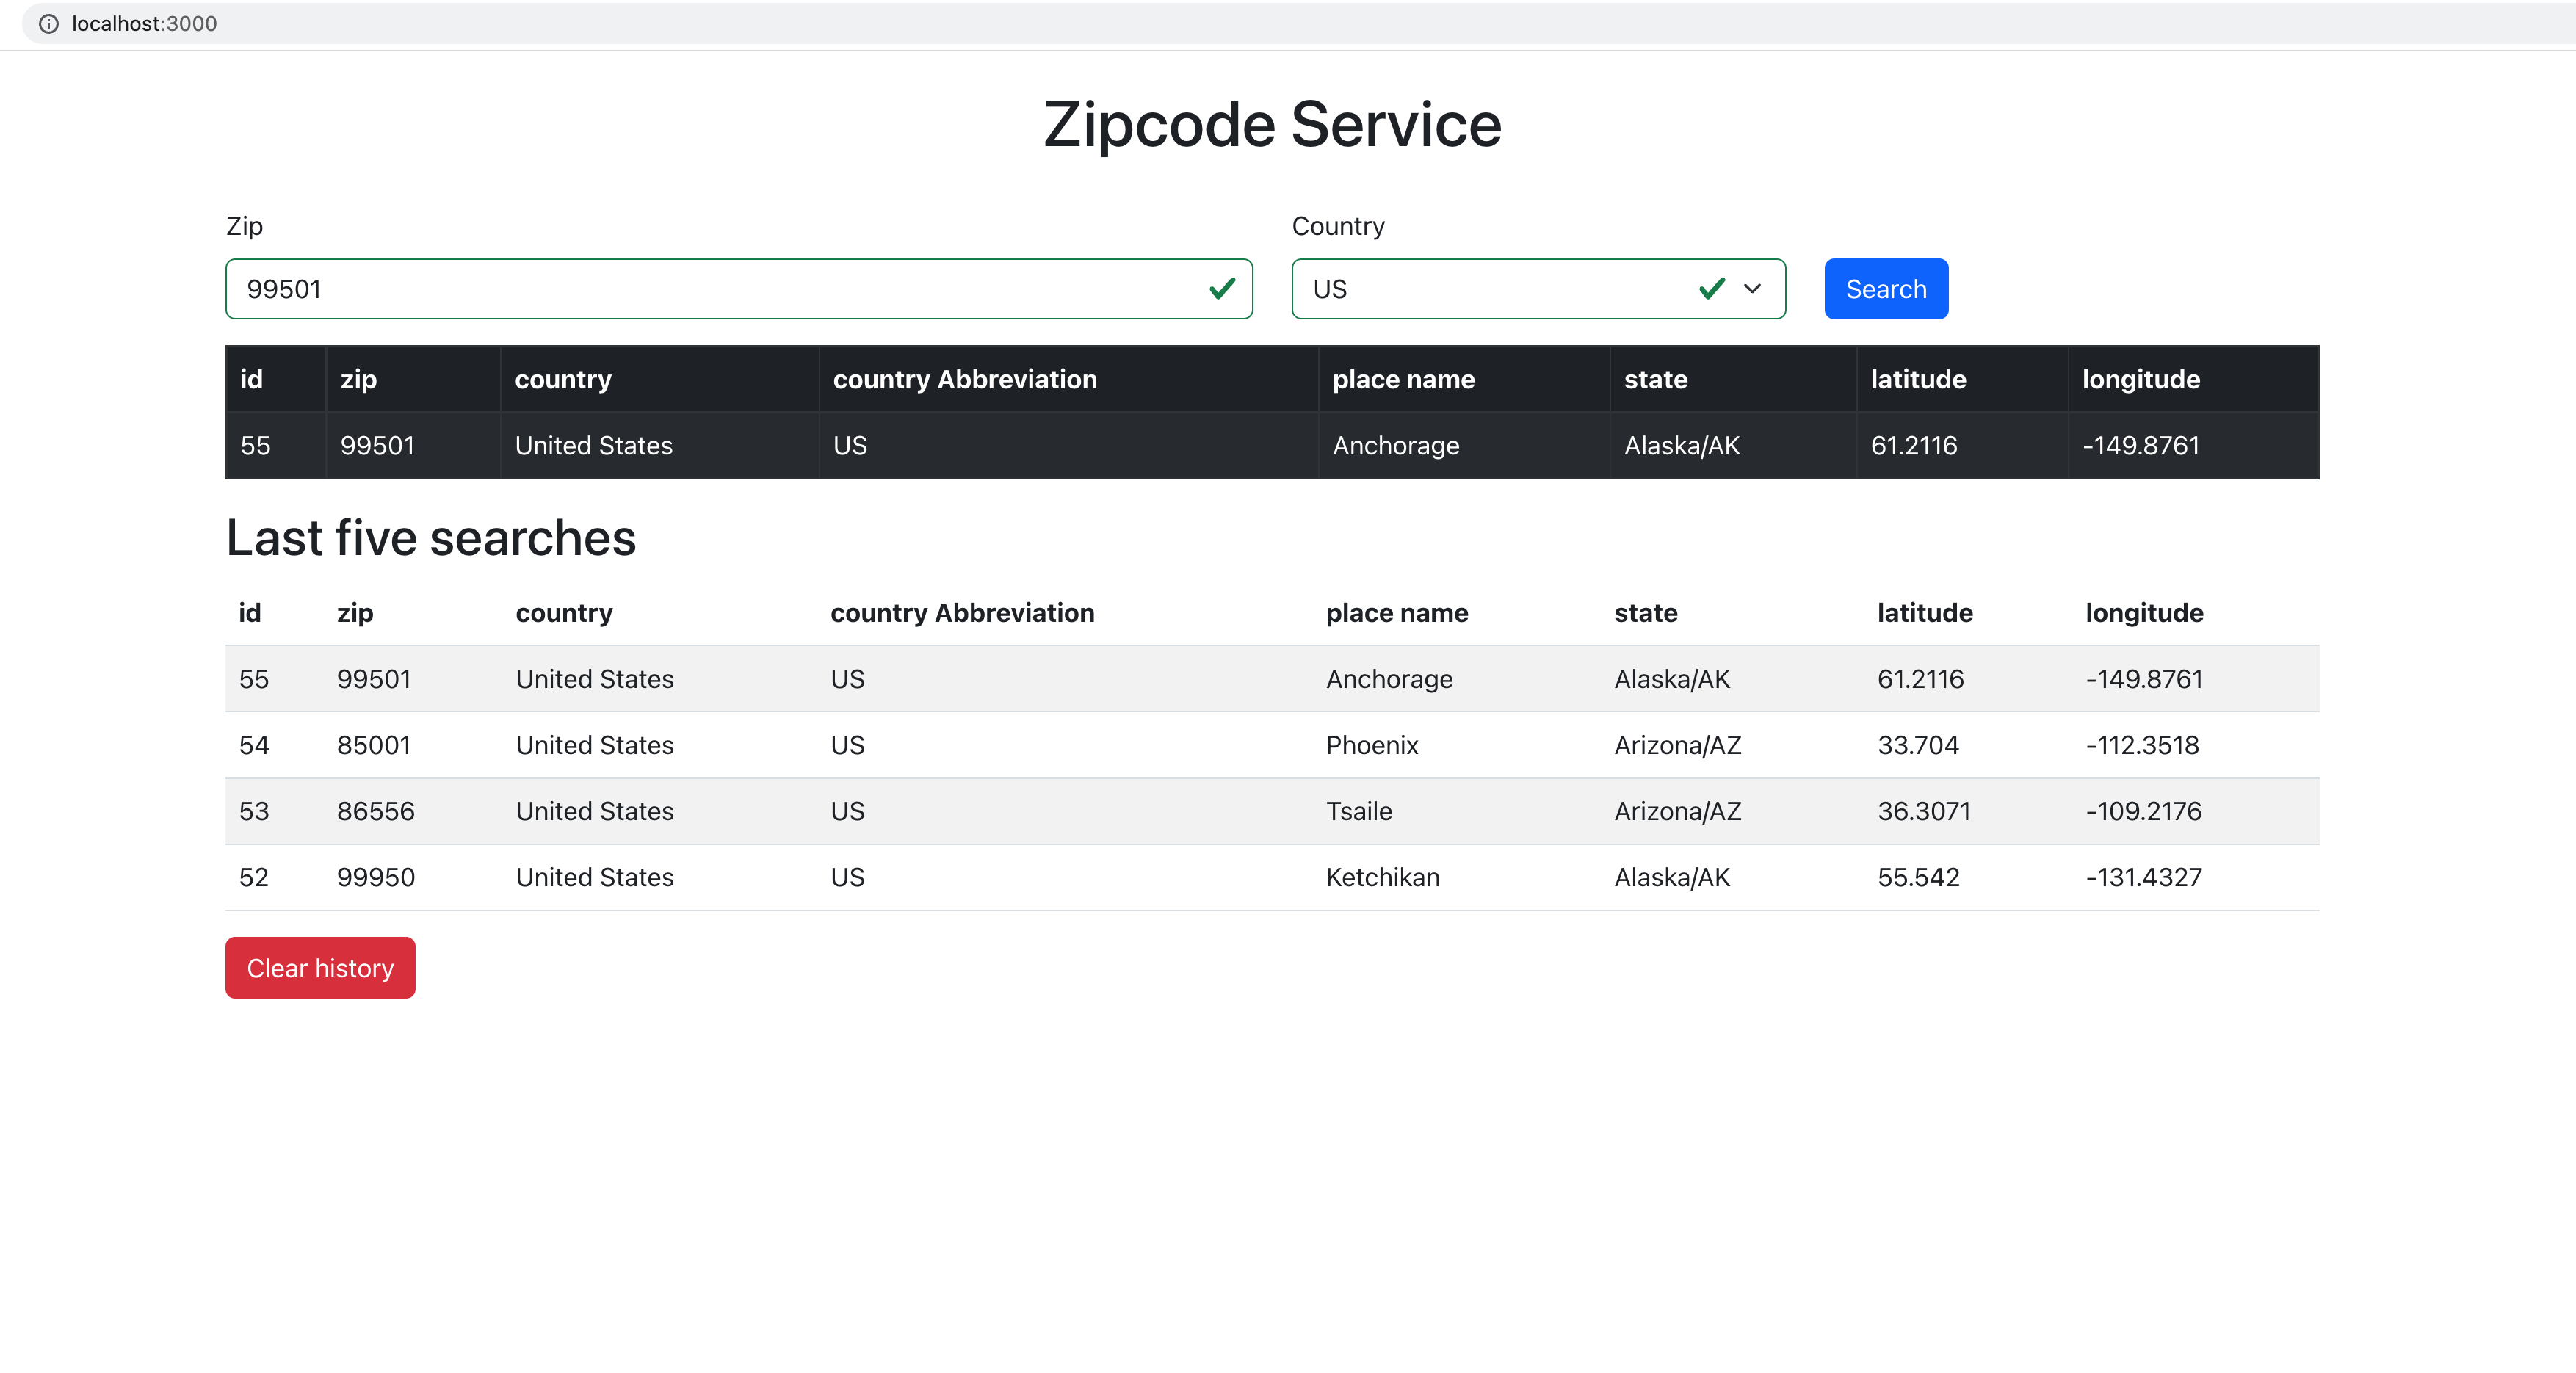 localhost:3000
Zipcode Service
Zip Country
99501 US Search
id zip country country Abbreviation place name state latitude longitude
55 99501 United States US Anchorage Alaska/AK 61.2116 -149.8761
Last five searches
id zip country country Abbreviation place name state latitude longitude
55 99501 United States US Anchorage Alaska/AK 61.2116 -149.8761
54 85001 United States US Phoenix Arizona/AZ 33.704 -112.3518
53 86556 United States US Tsaile Arizona/AZ 36.3071 -109.2176
52 99950 United States US Ketchikan Alaska/AK 55.542 -131.4327
Clear history